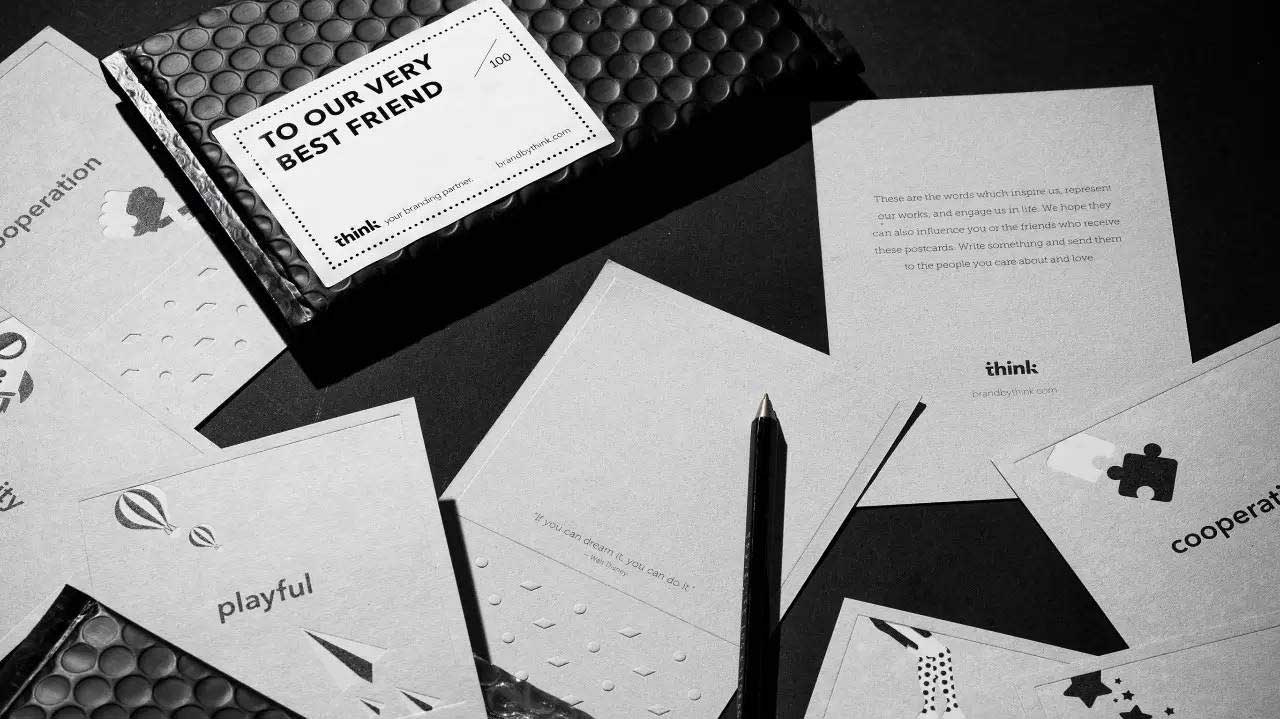 TO OUR VERY
BEST FRIEND
/100
think your branding partner.
brandbythink.com
ooperation
These are the words which inspire us, represent
our works, and engage us in life. We hope they
can also influence you or the friends who receive
these postcards. Write something and send them
to the people you care about and love.
think
brandbythink.com
"If you can dream it, you can do it"
– Walt Disney
playful
ity
cooperati